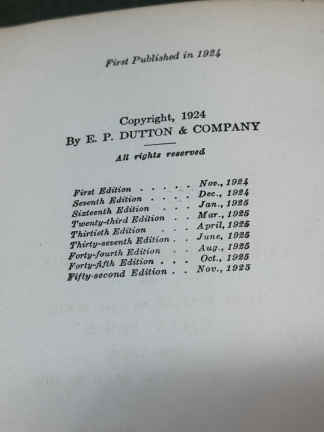 First Published in 1924
Copyright, 1924
By E. P. DUTTON & COMPANY
All rights reserved
First Edition . . . . . Nov., 1924
Seventh Edition . . . . Dec., 1924
Sixteenth Edition . . . Jan., 1925
Twenty-third Edition . . Mar., 1925
Thirtieth Edition . . . April, 1925
Thirty-seventh Edition . . June, 1925
Forty-fourth Edition . . . Aug., 1925
Forty-fifth Edition . . . Oct., 1925
Fifty-second Edition . . Nov., 1925